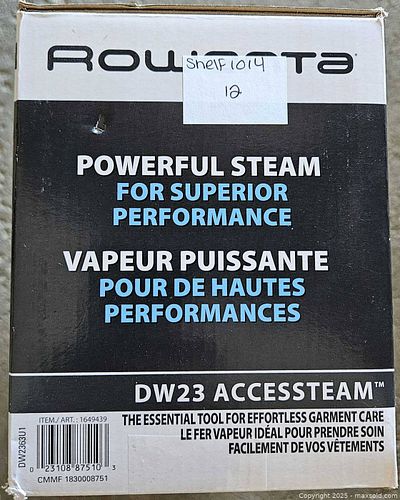 ROWENTA
Shelf 1014
12
POWERFUL STEAM
FOR SUPERIOR
PERFORMANCE
VAPEUR PUISSANTE
POUR DE HAUTES
PERFORMANCES
DW23 ACCESSTEAM™
THE ESSENTIAL TOOL FOR EFFORTLESS GARMENT CARE
LE FER VAPEUR IDÉAL POUR PRENDRE SOIN
FACILEMENT DE VOS VÊTEMENTS
ITEM./ ART. : 1649439
DW2363U1
0 23108 87510 3
CMMF 1830008751
Copyright 2025 - maxsold.com